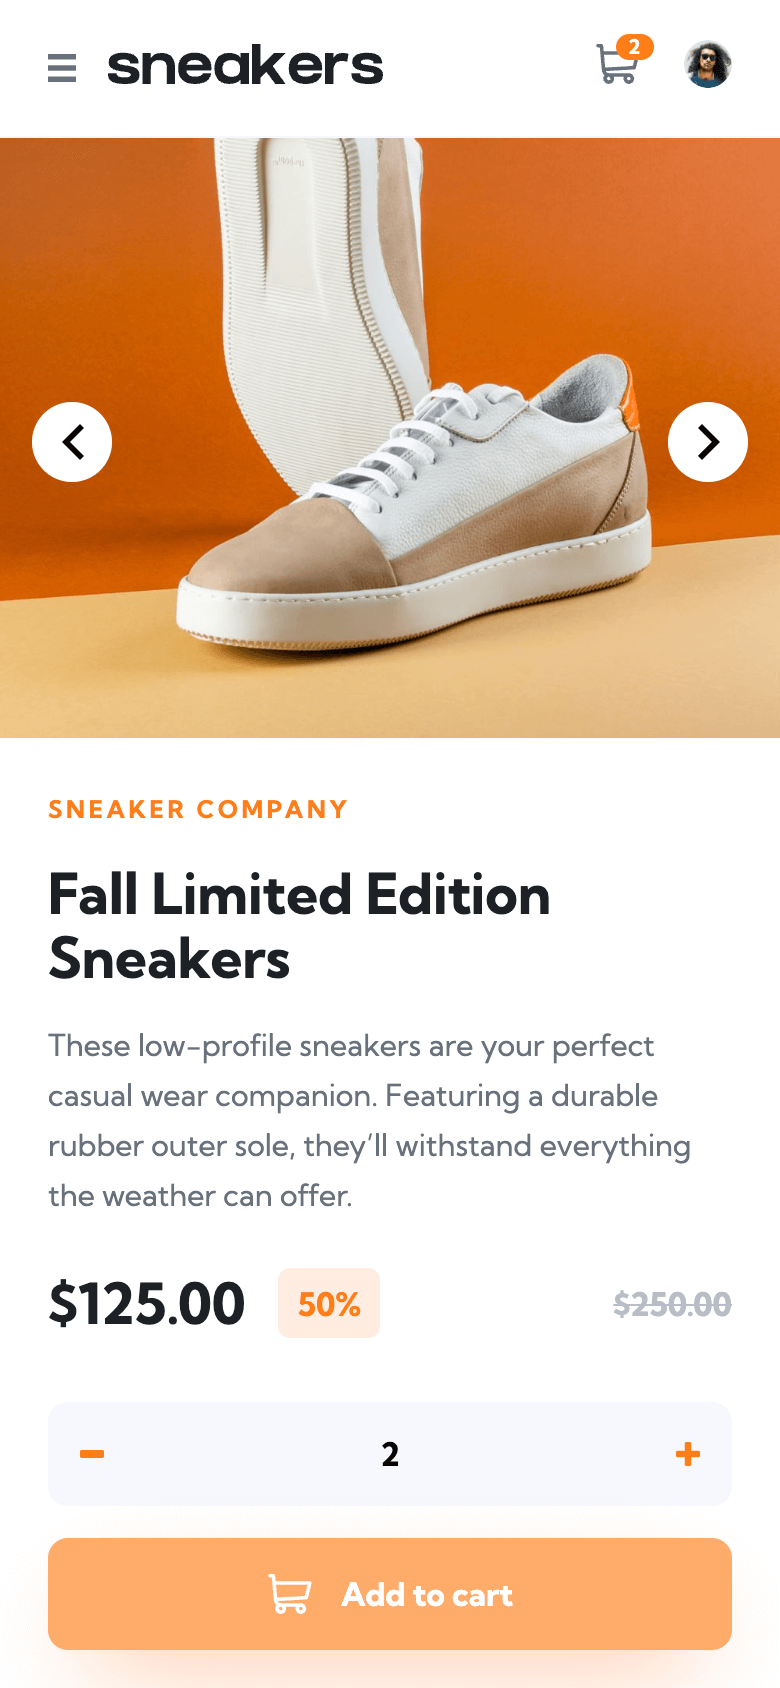 sneakers
2
SNEAKER COMPANY
Fall Limited Edition
Sneakers
These low-profile sneakers are your perfect
casual wear companion. Featuring a durable
rubber outer sole, they’ll withstand everything
the weather can offer.
$125.00 50% $250.00
2
Add to cart